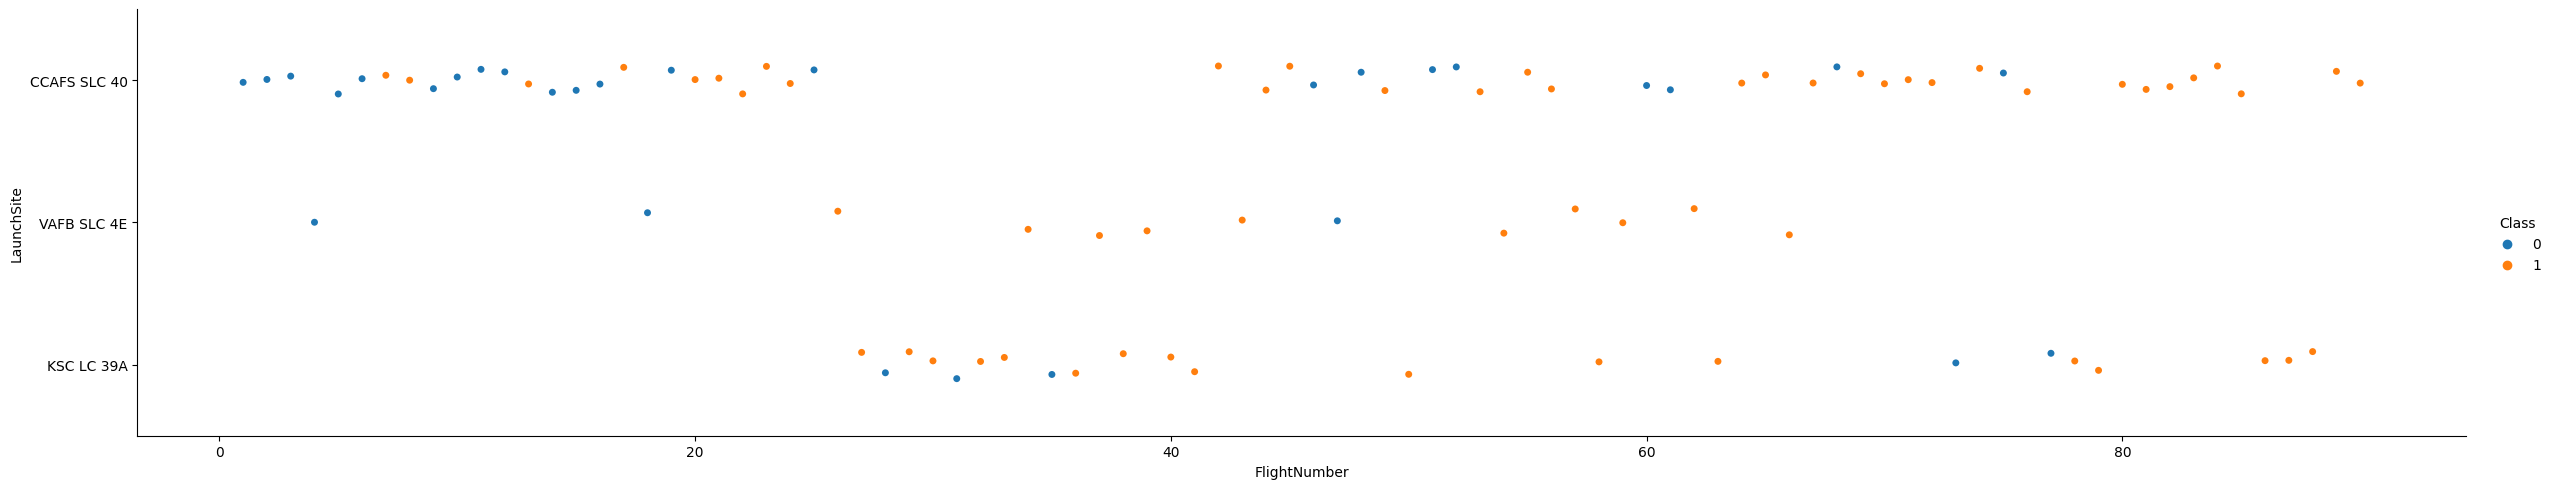 CCAFS SLC 40
VAFB SLC 4E
KSC LC 39A
LaunchSite
0 20 40 60 80
FlightNumber
Class
0
1